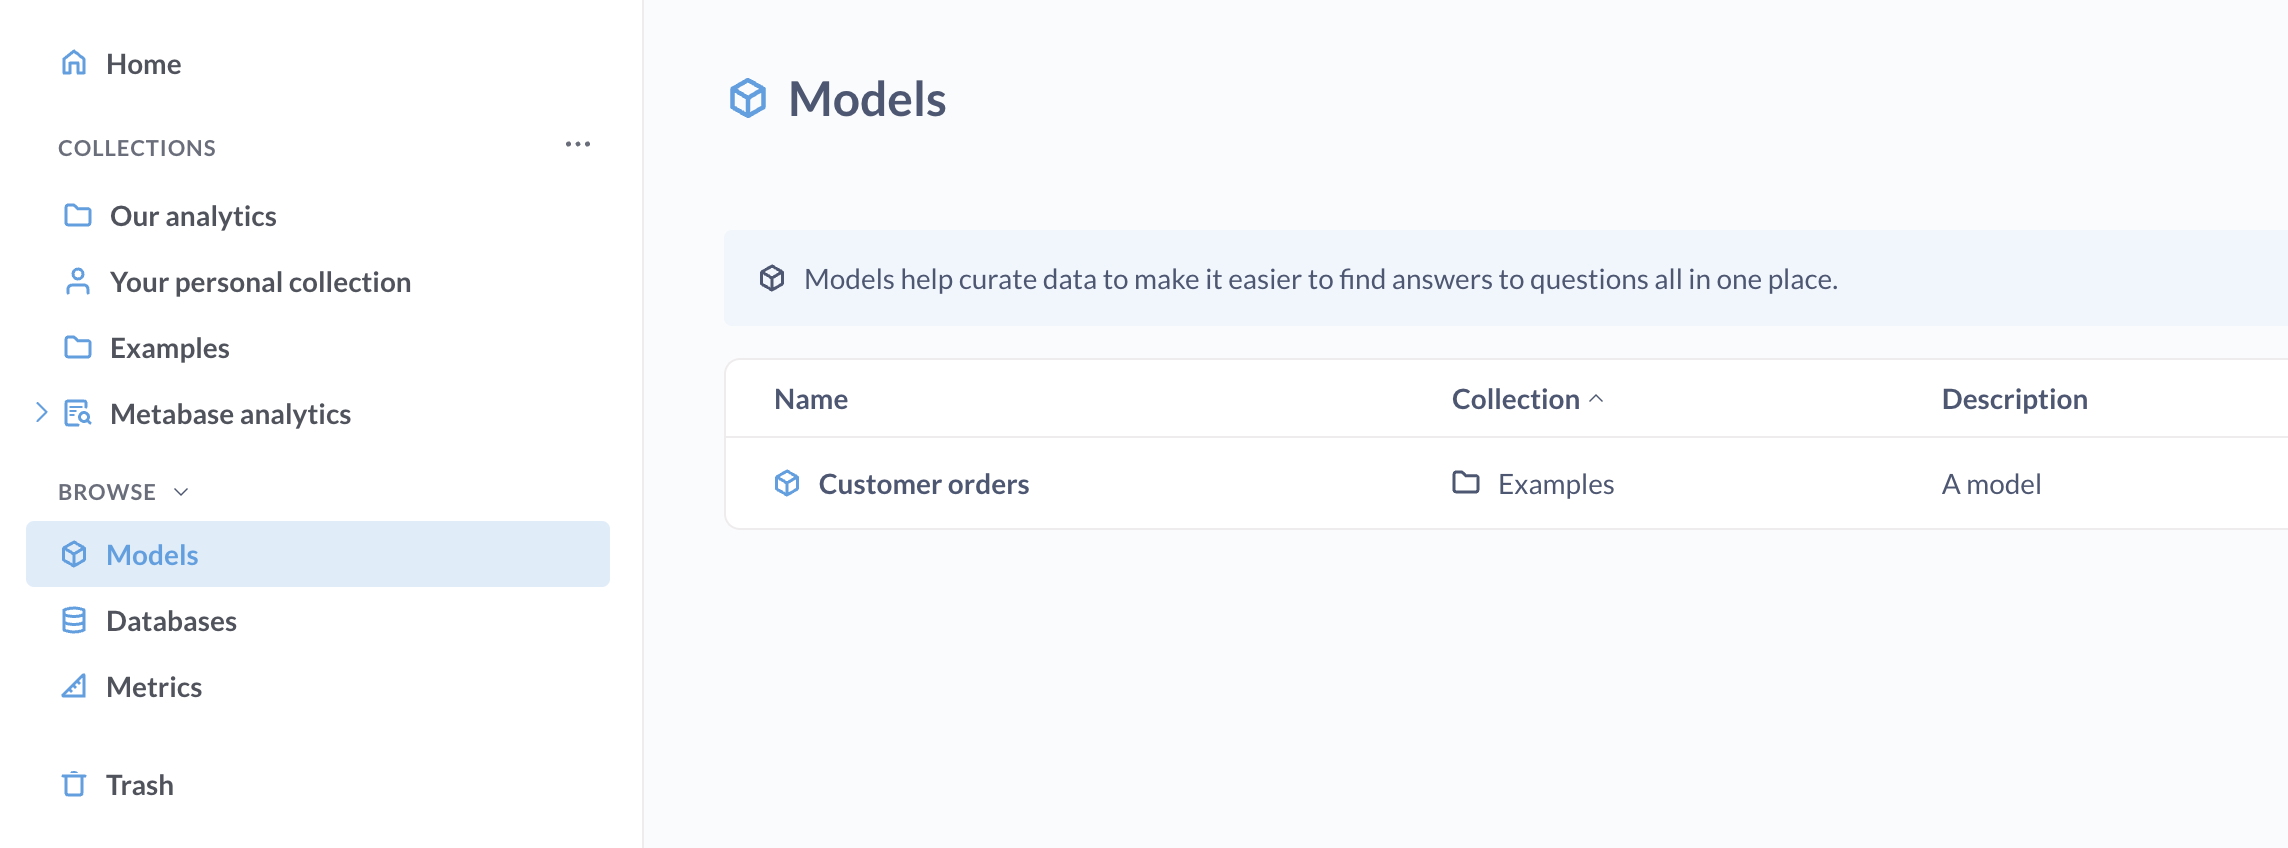 Home
COLLECTIONS
Our analytics
Your personal collection
Examples
Metabase analytics
BROWSE
Models
Databases
Metrics
Trash
Models
Models help curate data to make it easier to find answers to questions all in one place.
Name Collection Description
Customer orders Examples A model